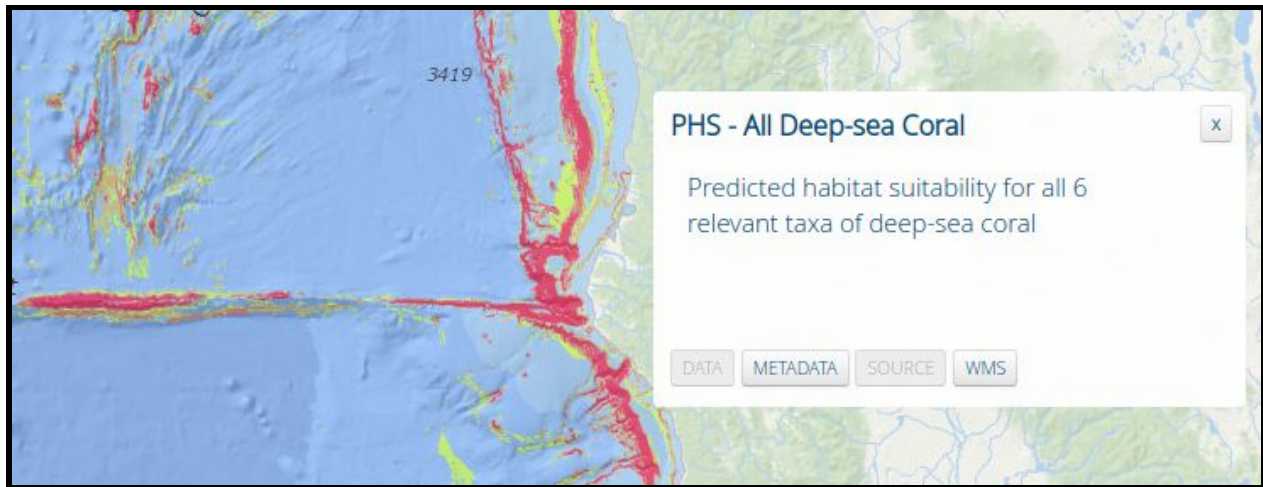 3419
PHS - All Deep-sea Coral
x
Predicted habitat suitability for all 6
relevant taxa of deep-sea coral
DATA METADATA SOURCE WMS